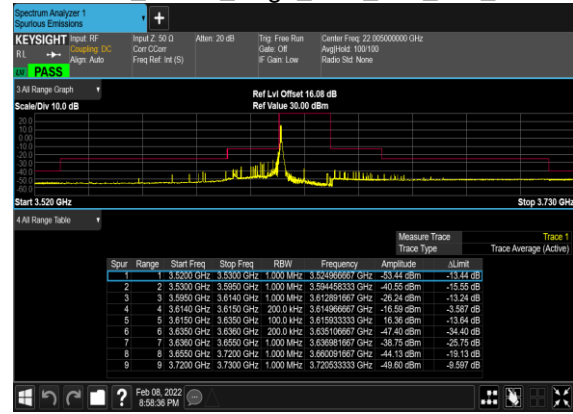 Spectrum Analyzer 1
Spurious Emissions
KEYSIGHT Input: RF Input Z: 50 Ω Atten: 20 dB Trig: Free Run Center Freq: 22.005000000 GHz
RL Coupling: DC Corr CCorr Gate: Off Avg|Hold: 100/100
Align: Auto Freq Ref: Int (S) IF Gain: Low Radio Std: None
PASS
3 All Range Graph
Ref Lvl Offset 16.08 dB
Scale/Div 10.0 dB Ref Value 30.00 dBm
20.0
10.0
0.00
-10.0
-20.0
-30.0
-40.0
-50.0
-60.0
Start 3.520 GHz Stop 3.730 GHz
4 All Range Table
Measure Trace Trace 1
Trace Type Trace Average (Active)
Spur Range Start Freq Stop Freq RBW Frequency Amplitude ΔLimit
1 1 3.5200 GHz 3.5300 GHz 1.000 MHz 3.524966667 GHz -53.44 dBm -13.44 dB
2 2 3.5300 GHz 3.5950 GHz 1.000 MHz 3.594458333 GHz -40.55 dBm -15.55 dB
3 3 3.5950 GHz 3.6140 GHz 1.000 MHz 3.612891667 GHz -26.24 dBm -13.24 dB
4 4 3.6140 GHz 3.6150 GHz 200.0 kHz 3.614966667 GHz -16.59 dBm -3.587 dB
5 5 3.6150 GHz 3.6350 GHz 100.0 kHz 3.615933333 GHz 16.36 dBm -13.64 dB
6 6 3.6350 GHz 3.6360 GHz 200.0 kHz 3.635106667 GHz -47.40 dBm -34.40 dB
7 7 3.6360 GHz 3.6550 GHz 1.000 MHz 3.636981667 GHz -38.75 dBm -25.75 dB
8 8 3.6550 GHz 3.7200 GHz 1.000 MHz 3.660091667 GHz -44.13 dBm -19.13 dB
9 9 3.7200 GHz 3.7300 GHz 1.000 MHz 3.720533333 GHz -49.60 dBm -9.597 dB
? Feb 08, 2022
8:58:36 PM